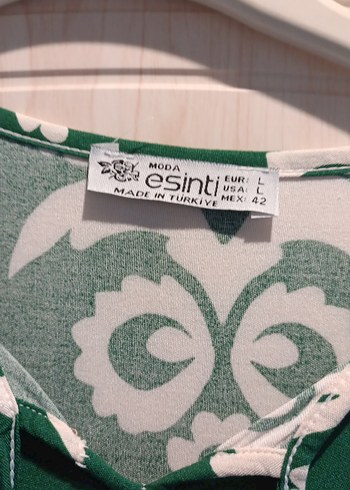 MODA
esinti
MADE IN TÜRKİYE
EUR: L
USA: L
MEX: 42